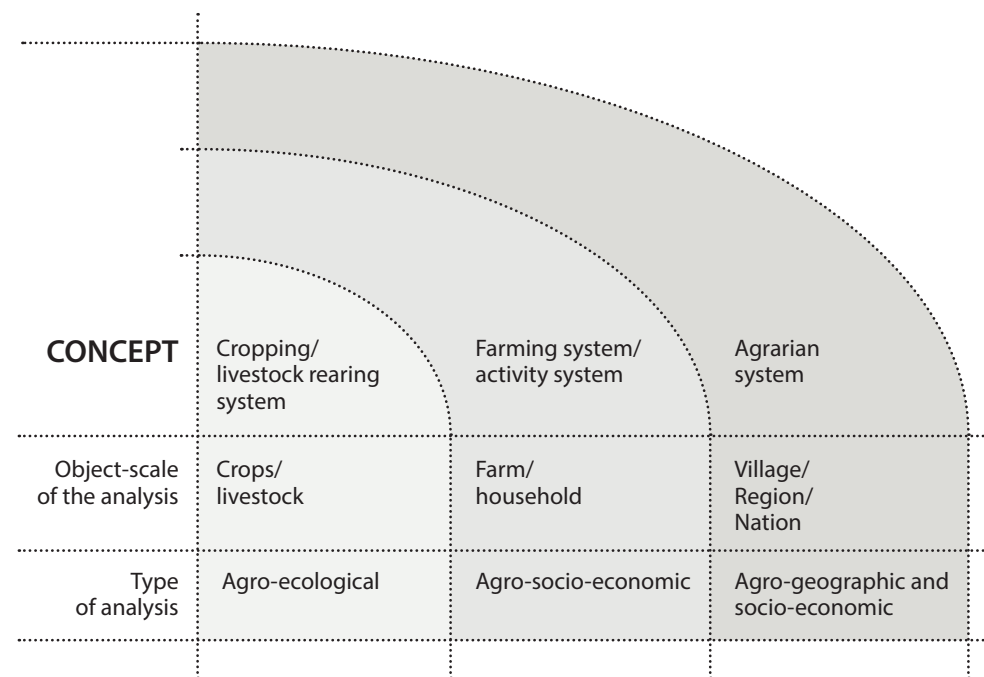 CONCEPT
Cropping/
livestock rearing
system
Farming system/
activity system
Agrarian
system
Object-scale
of the analysis
Crops/
livestock
Farm/
household
Village/
Region/
Nation
Type
of analysis
Agro-ecological
Agro-socio-economic
Agro-geographic and
socio-economic